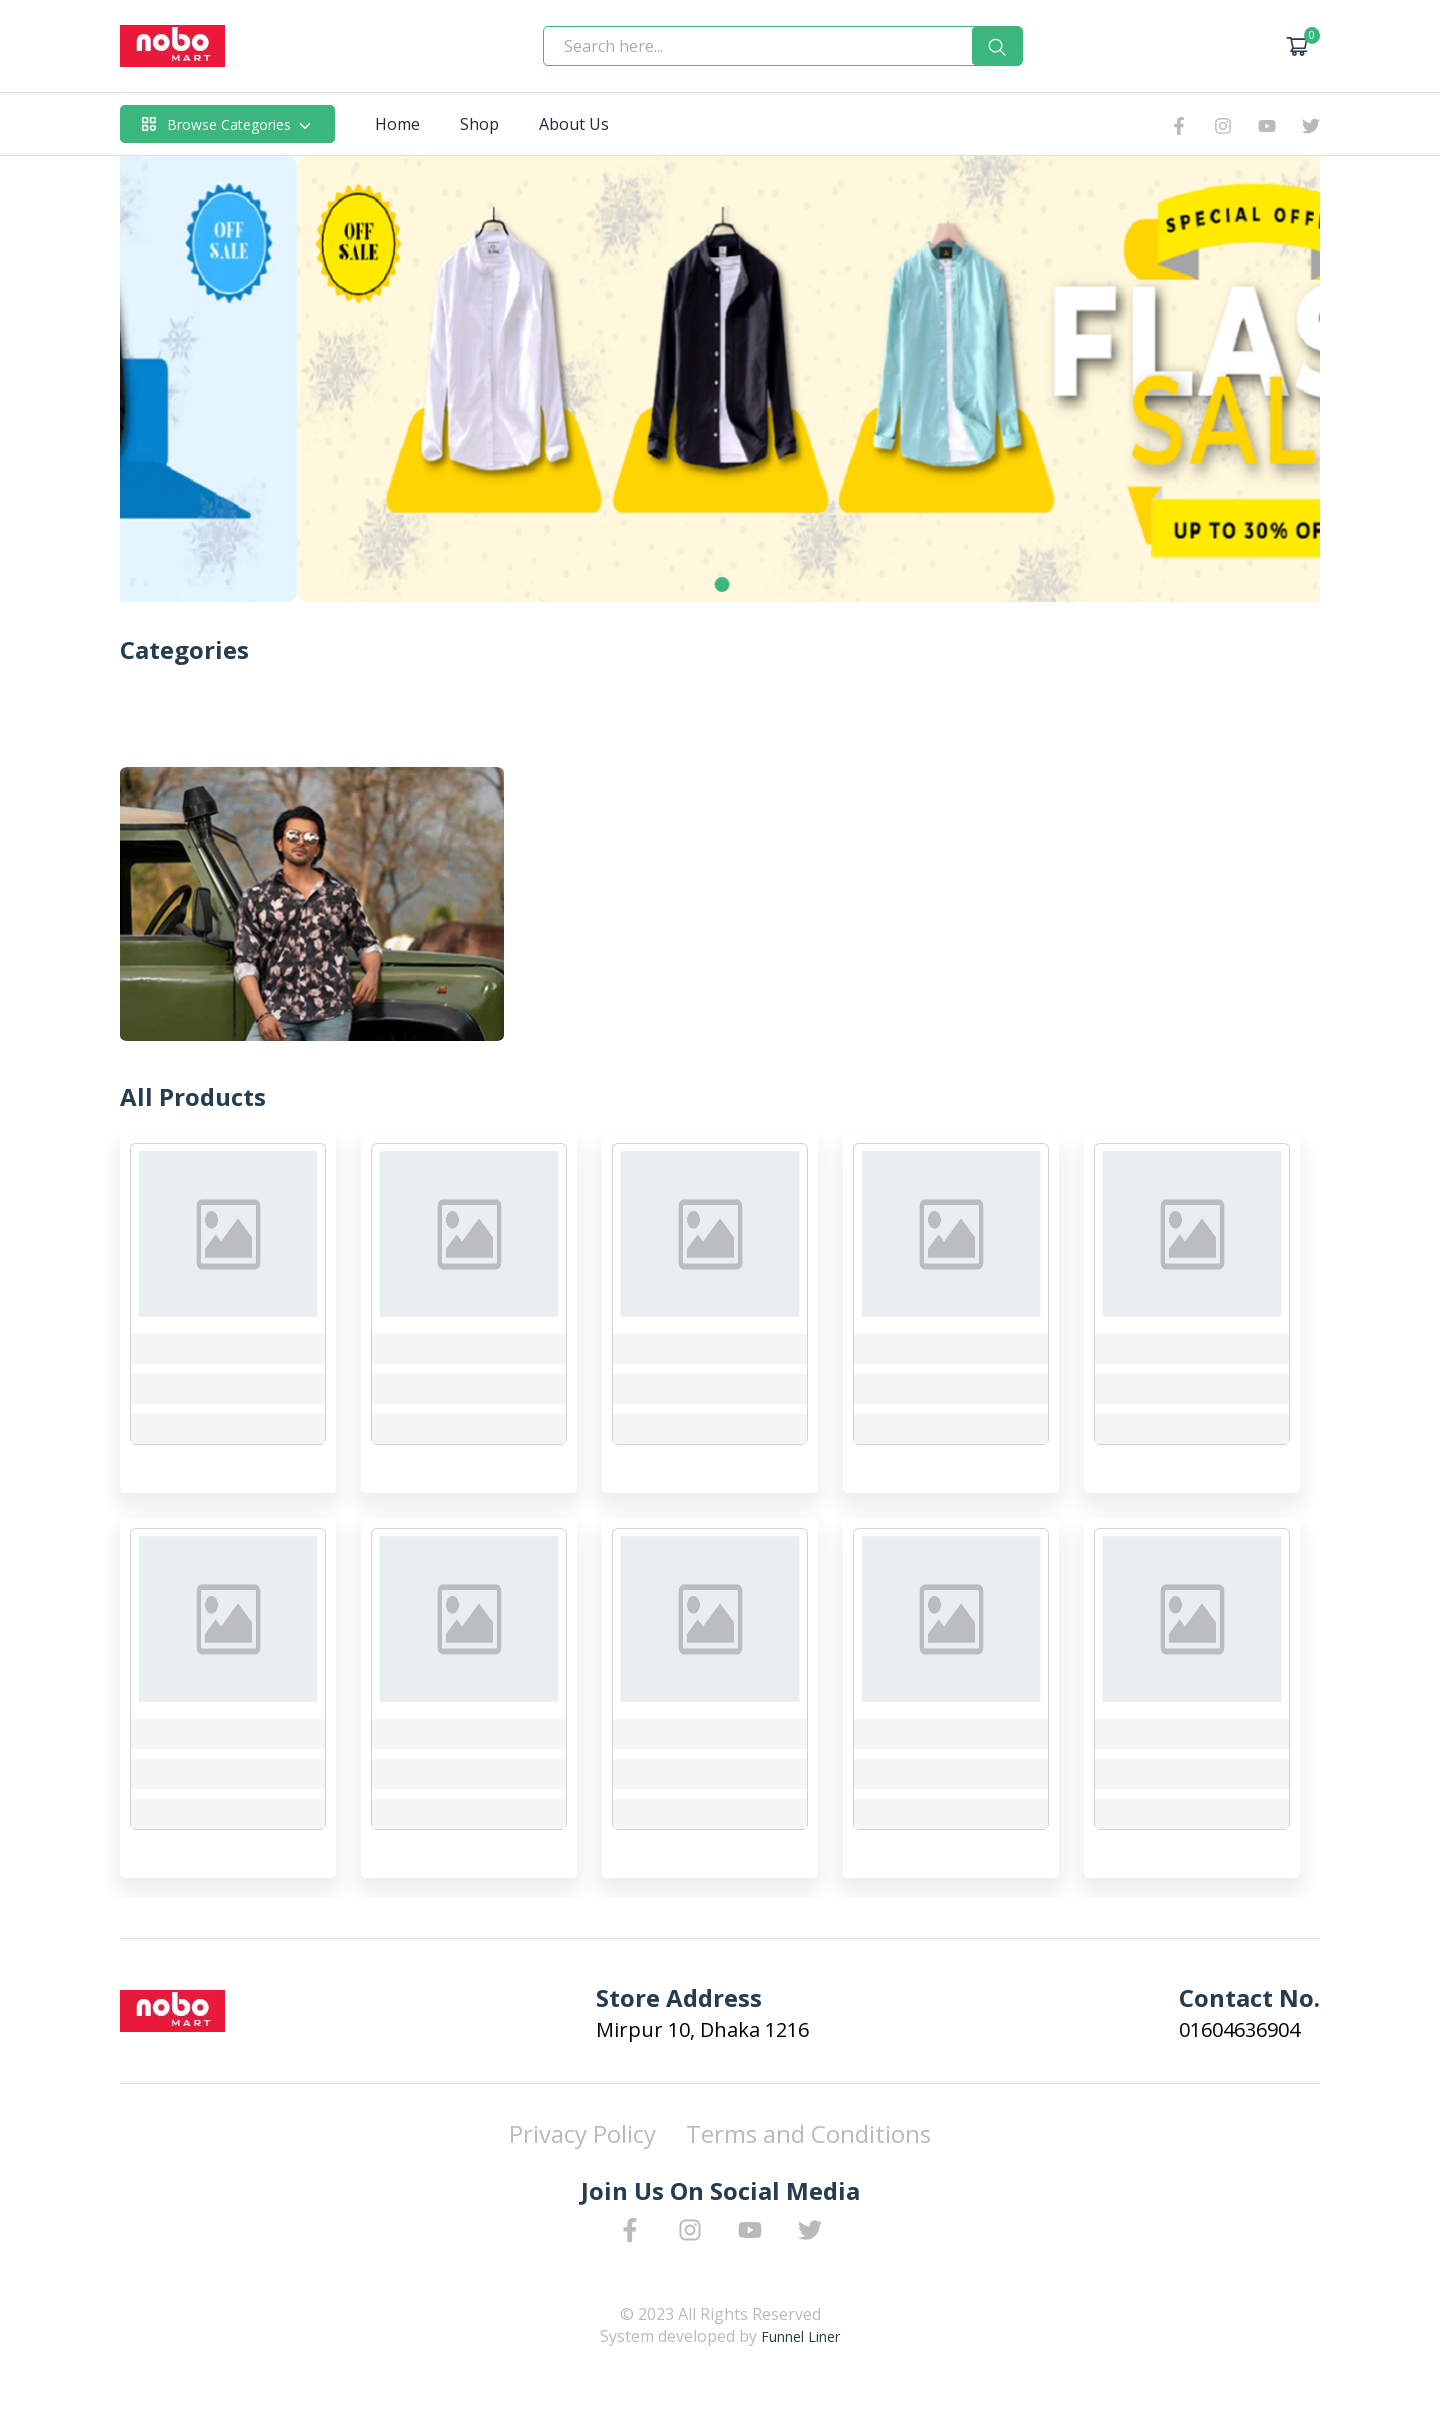 nobo
MART
Search here...
0
Browse Categories
Home
Shop
About Us
OFF
SALE
OFF
SALE
SPECIAL
FLAS
SAL
UP TO 30% OF
Categories
All Products
nobo
MART
Store Address
Mirpur 10, Dhaka 1216
Contact No.
01604636904
Privacy Policy
Terms and Conditions
Join Us On Social Media
© 2023 All Rights Reserved
System developed by Funnel Liner